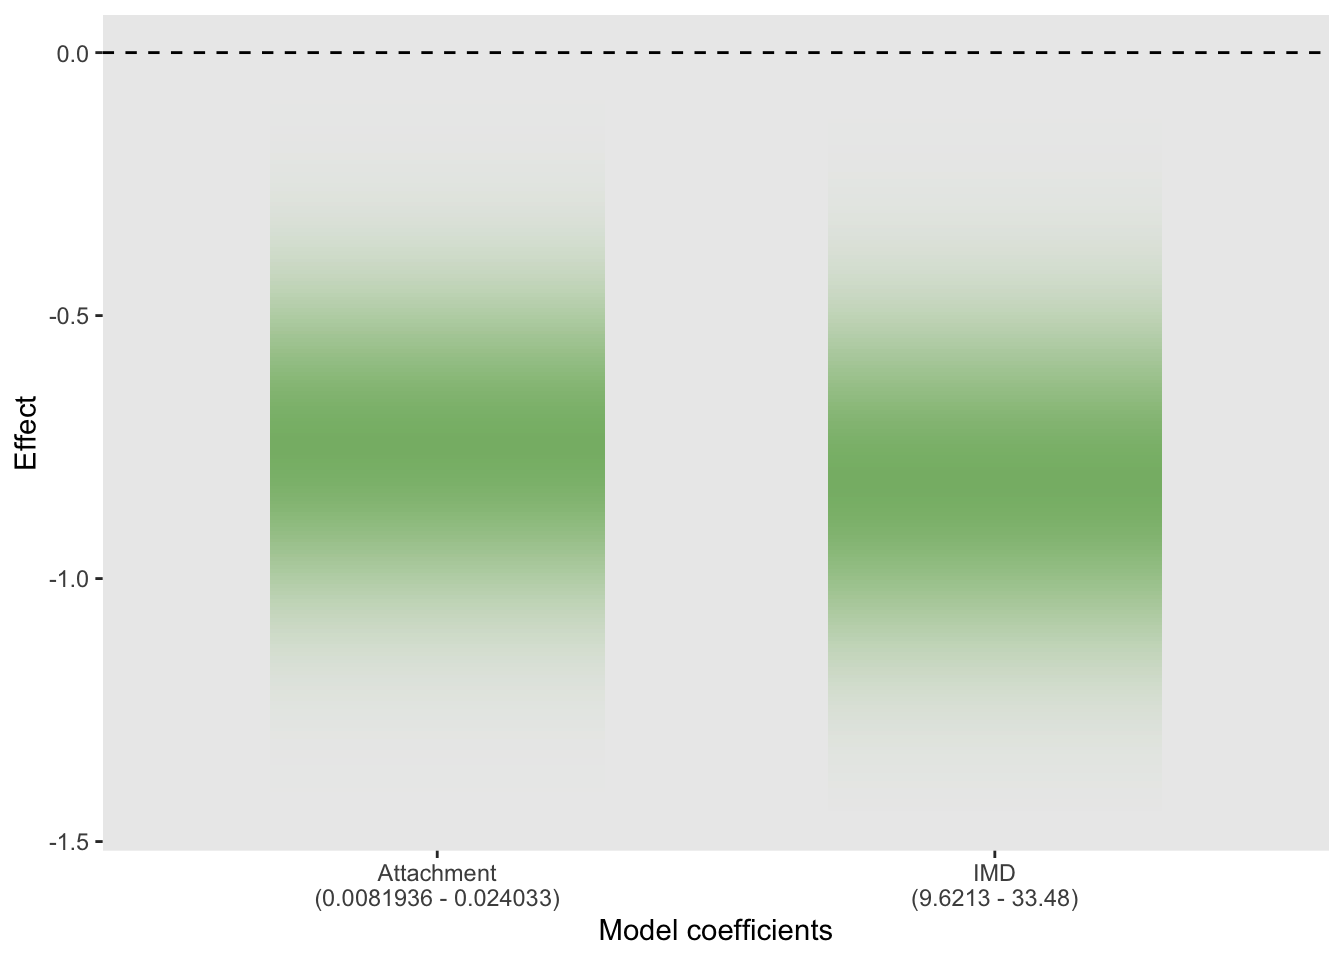 0.0
-0.5
-1.0
-1.5
Effect
Attachment
(0.0081936 - 0.024033)
IMD
(9.6213 - 33.48)
Model coefficients